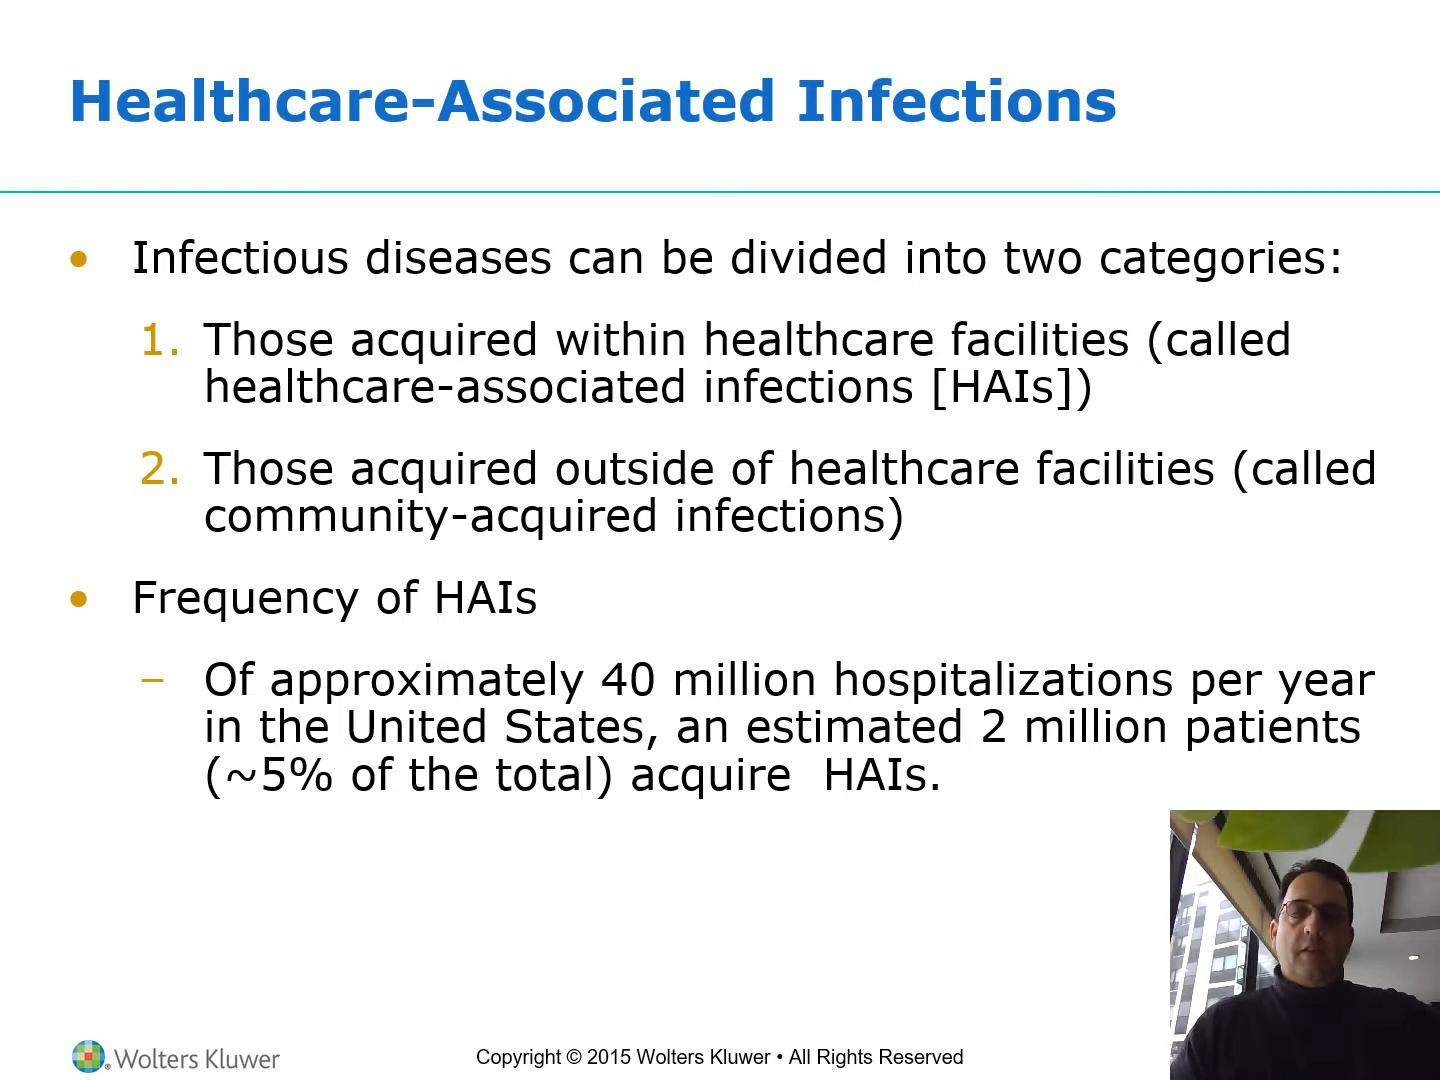 Healthcare-Associated Infections
• Infectious diseases can be divided into two categories:
1. Those acquired within healthcare facilities (called
healthcare-associated infections [HAIs])
2. Those acquired outside of healthcare facilities (called
community-acquired infections)
• Frequency of HAIs
– Of approximately 40 million hospitalizations per year
in the United States, an estimated 2 million patients
(~5% of the total) acquire  HAIs.
Wolters Kluwer
Copyright © 2015 Wolters Kluwer • All Rights Reserved